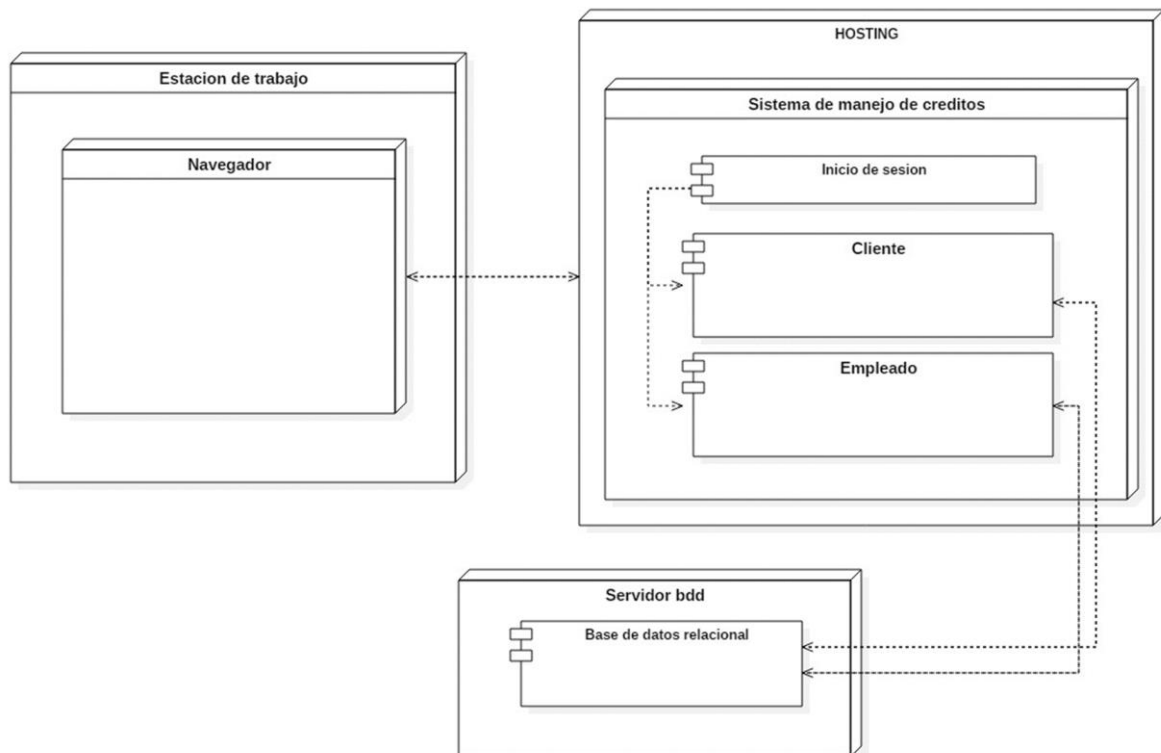 HOSTING
Estacion de trabajo
Sistema de manejo de creditos
Navegador
Inicio de sesion
Cliente
Empleado
Servidor bdd
Base de datos relacional